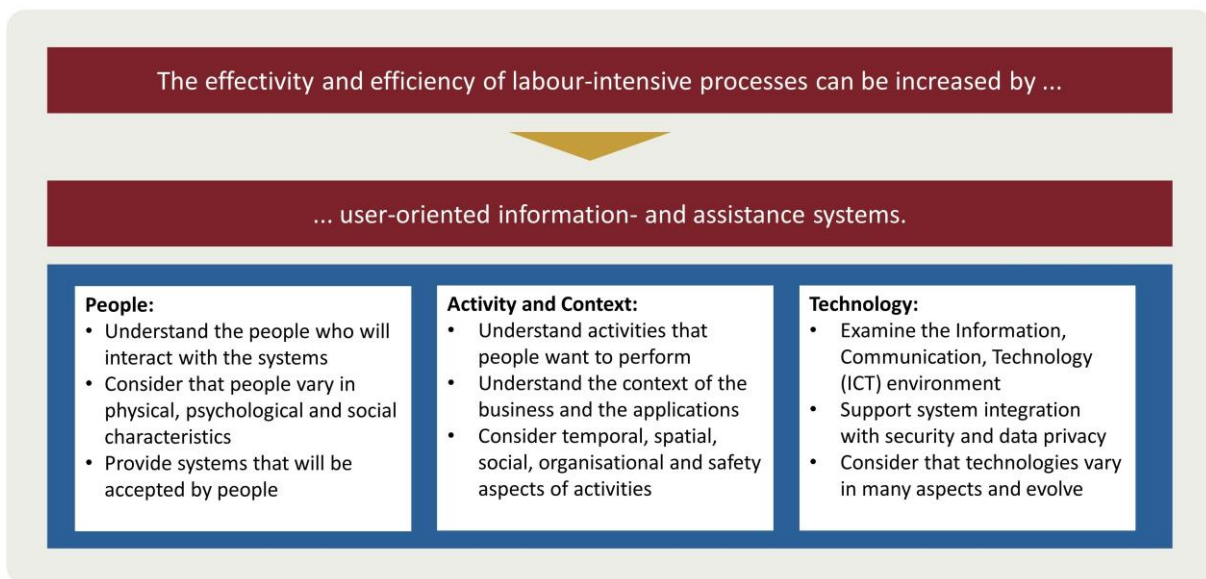 The effectivity and efficiency of labour-intensive processes can be increased by ...
... user-oriented information- and assistance systems.
People:
• Understand the people who will
interact with the systems
• Consider that people vary in
physical, psychological and social
characteristics
• Provide systems that will be
accepted by people
Activity and Context:
• Understand activities that
people want to perform
• Understand the context of the
business and the applications
• Consider temporal, spatial,
social, organisational and safety
aspects of activities
Technology:
• Examine the Information,
Communication, Technology
(ICT) environment
• Support system integration
with security and data privacy
• Consider that technologies vary
in many aspects and evolve